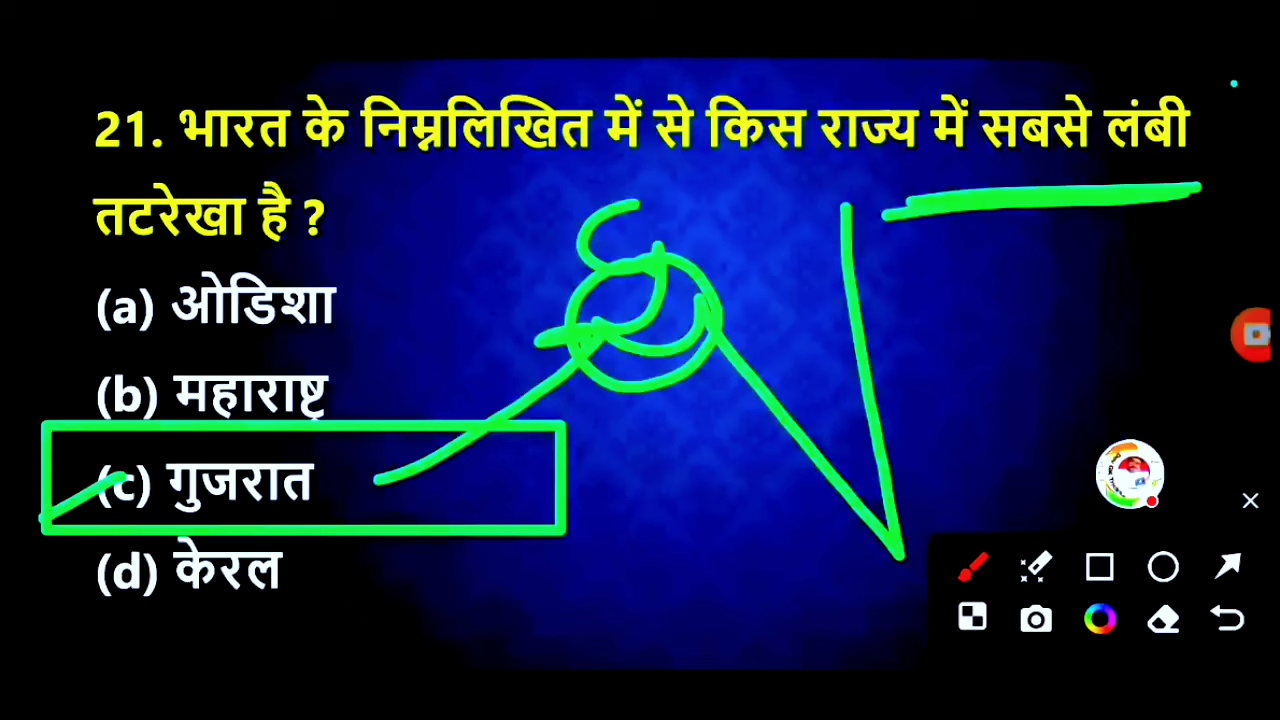 21. भारत के निम्नलिखित में से किस राज्य में सबसे लंबी
तटरेखा है ?
(a) ओडिशा
(b) महाराष्ट्र
(c) गुजरात
(d) केरल